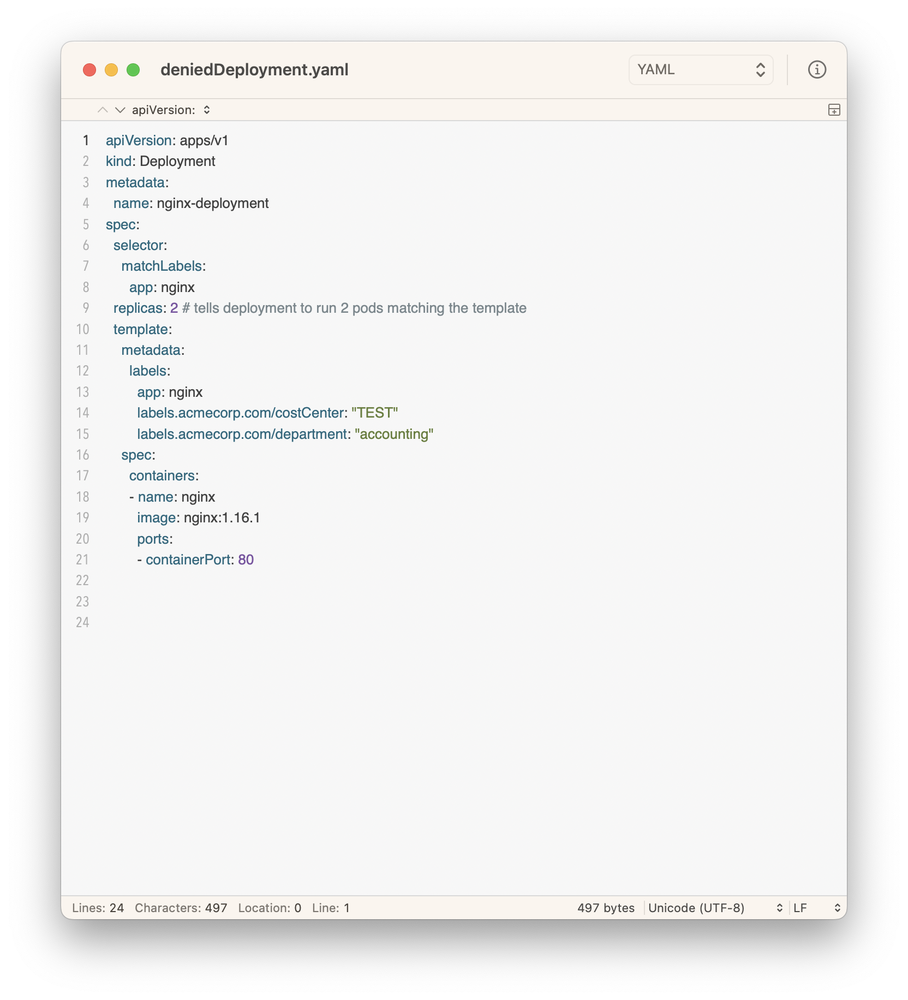 deniedDeployment.yaml YAML
apiVersion:
1 apiVersion: apps/v1
2 kind: Deployment
3 metadata:
4   name: nginx-deployment
5 spec:
6   selector:
7     matchLabels:
8       app: nginx
9   replicas: 2 # tells deployment to run 2 pods matching the template
10   template:
11     metadata:
12       labels:
13         app: nginx
14         labels.acmecorp.com/costCenter: "TEST"
15         labels.acmecorp.com/department: "accounting"
16     spec:
17       containers:
18       - name: nginx
19         image: nginx:1.16.1
20         ports:
21         - containerPort: 80
22
23
24
Lines: 24 Characters: 497 Location: 0 Line: 1 497 bytes Unicode (UTF-8) LF